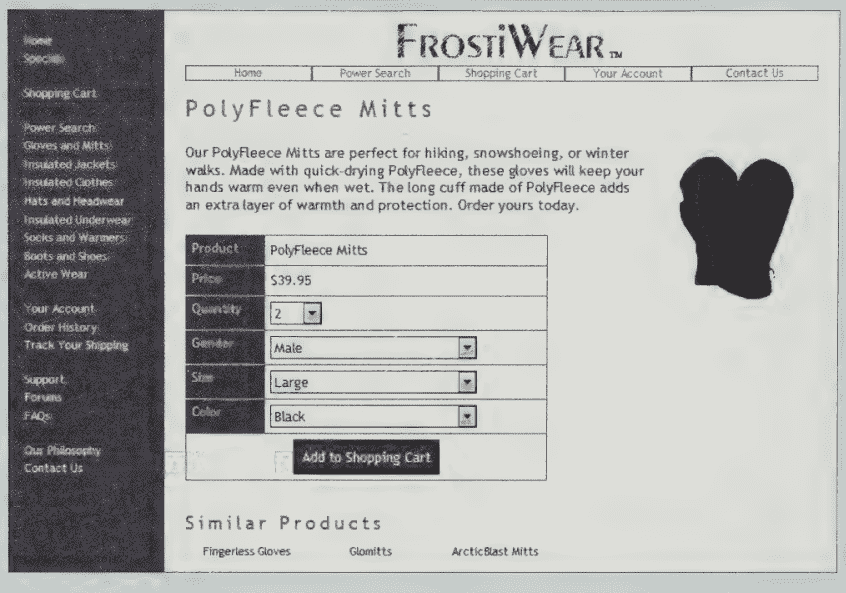 Home
Specials
Shopping Cart
Power Search
Gloves and Mitts
Insulated Jackets
Insulated Clothes
Hats and Headwear
Insulated Underwear
Socks and Warmers
Boots and Shoes
Active Wear
Your Account
Order History
Track Your Shipping
Support
Forums
FAQs
Our Philosophy
Contact Us
FROSTIWEAR TM
Home Power Search Shopping Cart Your Account Contact Us
PolyFleece Mitts
Our PolyFleece Mitts are perfect for hiking, snowshoeing, or winter
walks. Made with quick-drying PolyFleece, these gloves will keep your
hands warm even when wet. The long cuff made of PolyFleece adds
an extra layer of warmth and protection. Order yours today.
Product PolyFleece Mitts
Price $39.95
Quantity 2
Gender Male
Size Large
Color Black
Add to Shopping Cart
Similar Products
Fingerless Gloves Glomitts ArcticBlast Mitts